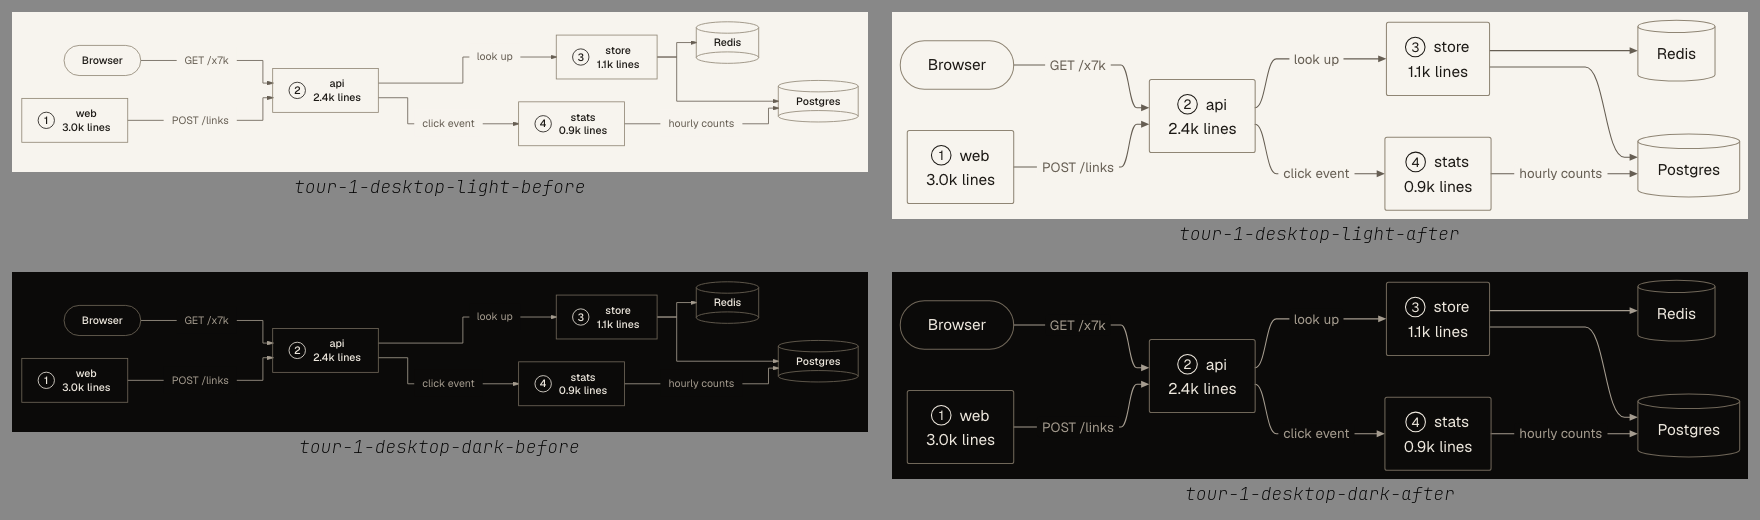 Browser
GET /x7k
1 web
3.0k lines
POST /links
2 api
2.4k lines
look up
click event
3 store
1.1k lines
4 stats
0.9k lines
hourly counts
Redis
Postgres
tour-1-desktop-light-before
Browser
GET /x7k
1 web
3.0k lines
POST /links
2 api
2.4k lines
look up
click event
3 store
1.1k lines
4 stats
0.9k lines
hourly counts
Redis
Postgres
tour-1-desktop-light-after
Browser
GET /x7k
1 web
3.0k lines
POST /links
2 api
2.4k lines
look up
click event
3 store
1.1k lines
4 stats
0.9k lines
hourly counts
Redis
Postgres
tour-1-desktop-dark-before
Browser
GET /x7k
1 web
3.0k lines
POST /links
2 api
2.4k lines
look up
click event
3 store
1.1k lines
4 stats
0.9k lines
hourly counts
Redis
Postgres
tour-1-desktop-dark-after